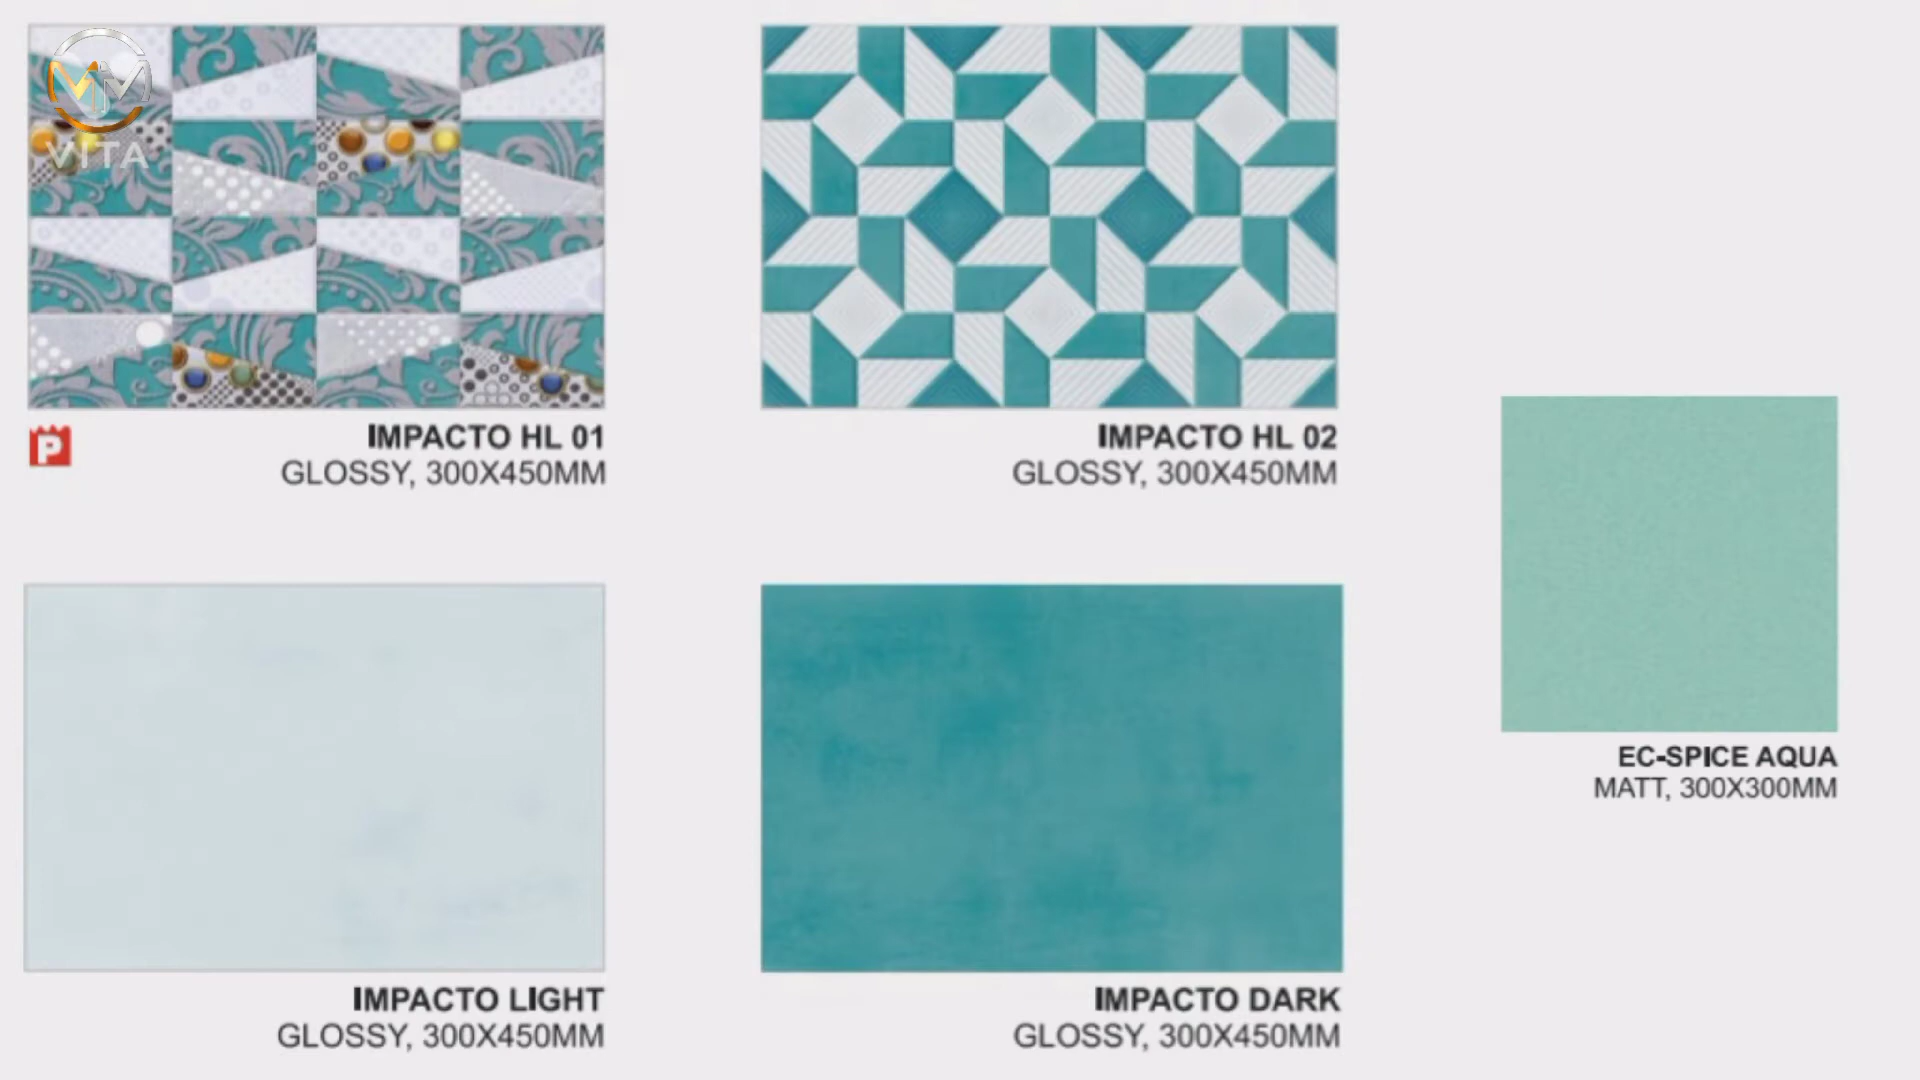 VITA
P
IMPACTO HL 01
GLOSSY, 300X450MM
IMPACTO HL 02
GLOSSY, 300X450MM
EC-SPICE AQUA
MATT, 300X300MM
IMPACTO LIGHT
GLOSSY, 300X450MM
IMPACTO DARK
GLOSSY, 300X450MM